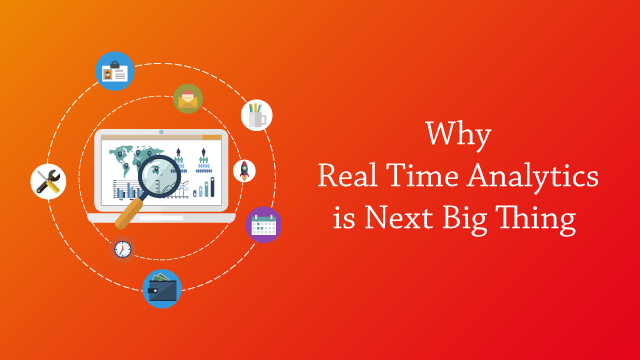 Why
Real Time Analytics
is Next Big Thing